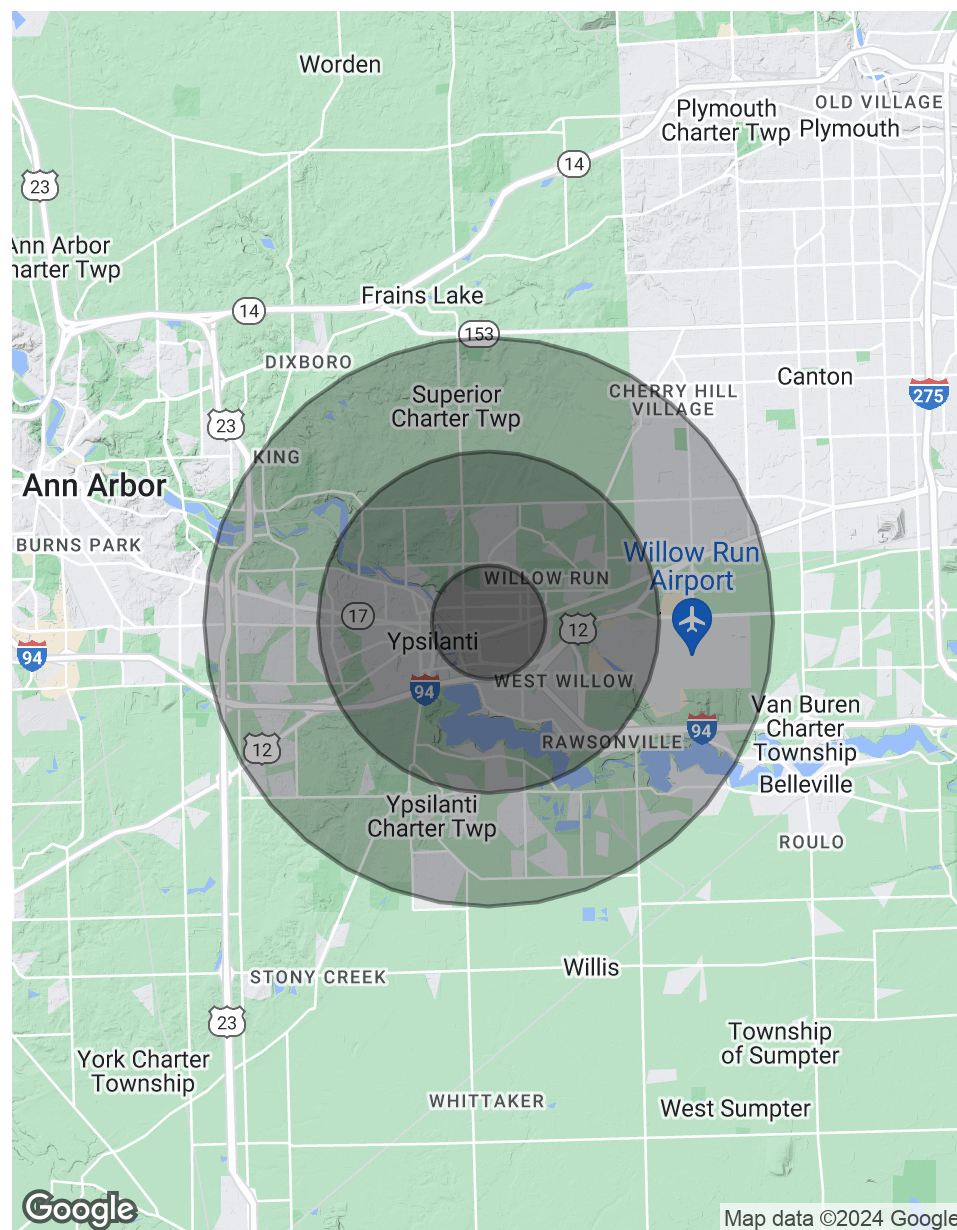 Worden
OLD VILLAGE
Plymouth
Charter Twp
Plymouth
14
23
Ann Arbor
harter Twp
Frains Lake
14
153
DIXBORO
Superior
Charter Twp
CHERRY HILL
VILLAGE
Canton
275
23
KING
Ann Arbor
BURNS PARK
Willow Run
Airport
WILLOW RUN
17
12
Ypsilanti
94
WEST WILLOW
94
Van Buren
Charter
Township
94
RAWSONVILLE
12
Belleville
Ypsilanti
Charter Twp
ROULO
Willis
STONY CREEK
23
Township
of Sumpter
York Charter
Township
WHITTAKER
West Sumpter
Google
Map data ©2024 Google